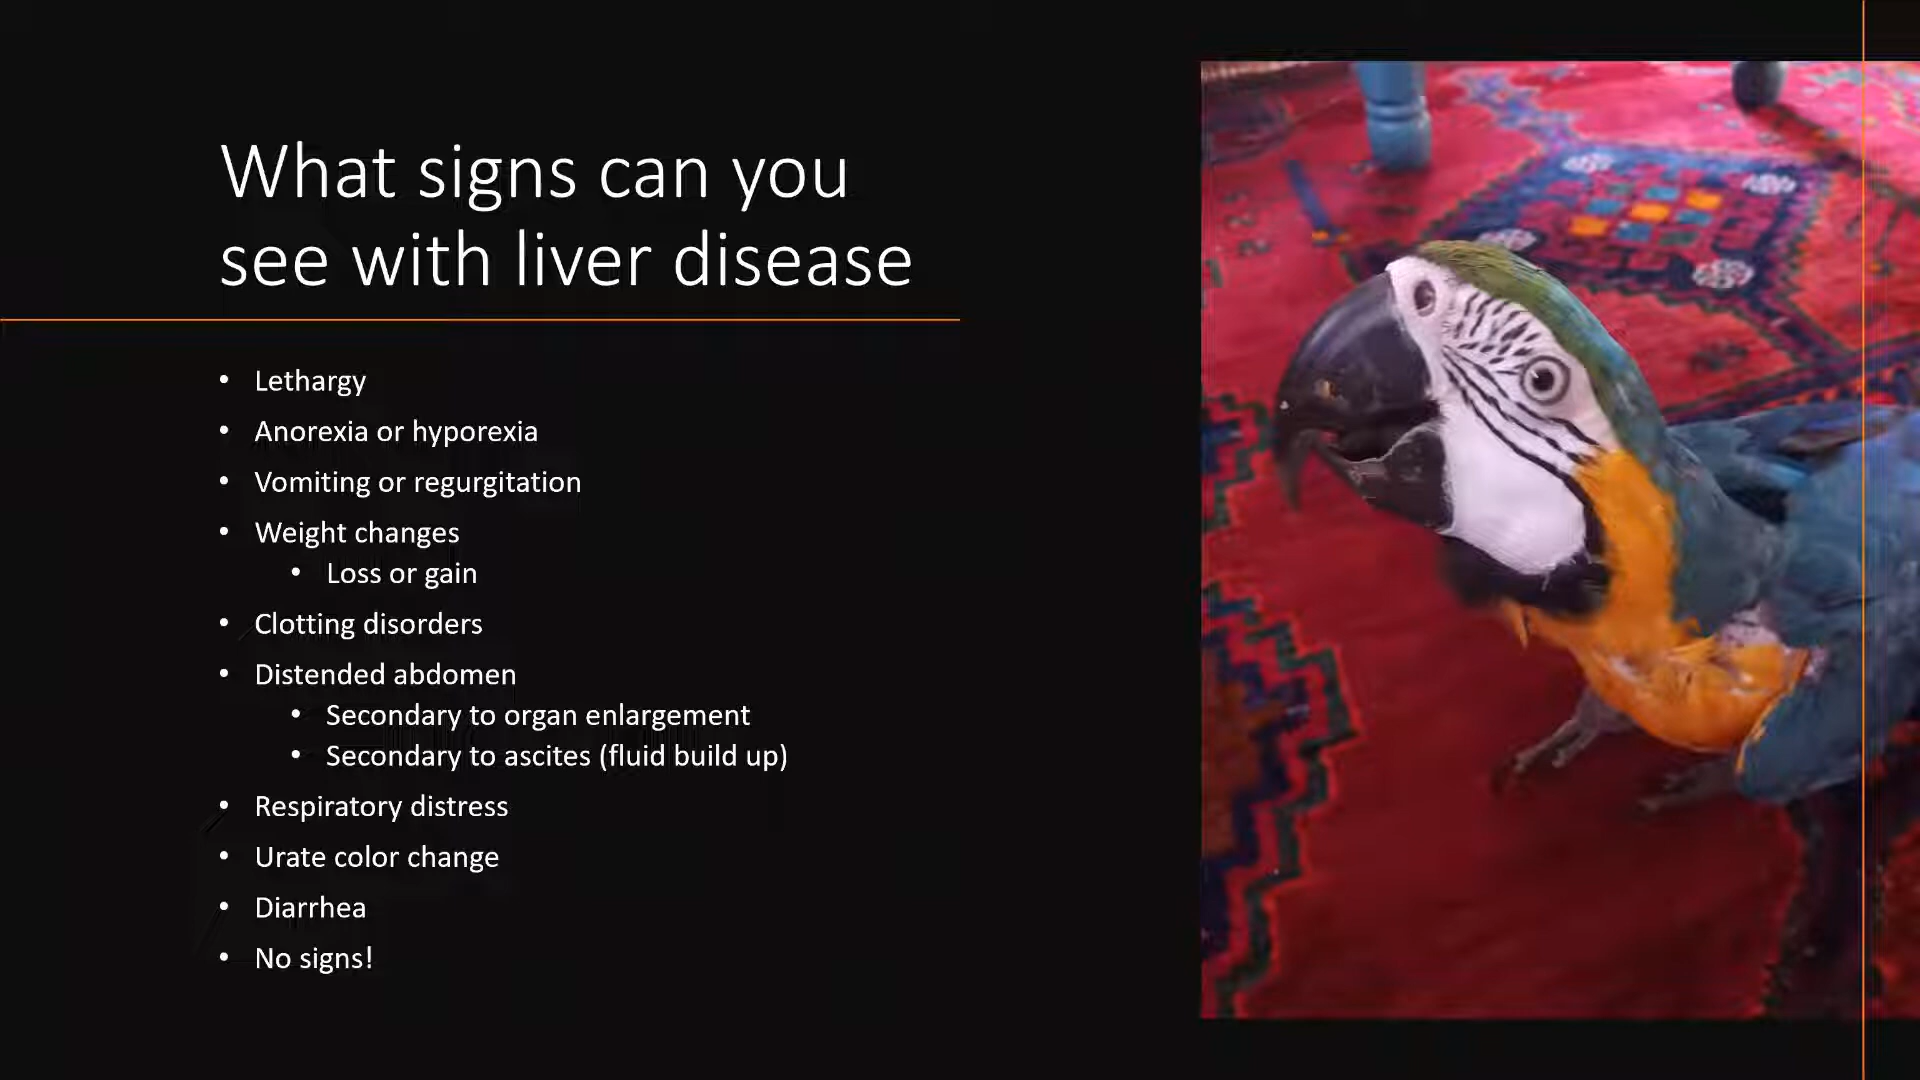 What signs can you
see with liver disease
• Lethargy
• Anorexia or hyporexia
• Vomiting or regurgitation
• Weight changes
• Loss or gain
• Clotting disorders
• Distended abdomen
• Secondary to organ enlargement
• Secondary to ascites (fluid build up)
• Respiratory distress
• Urate color change
• Diarrhea
• No signs!